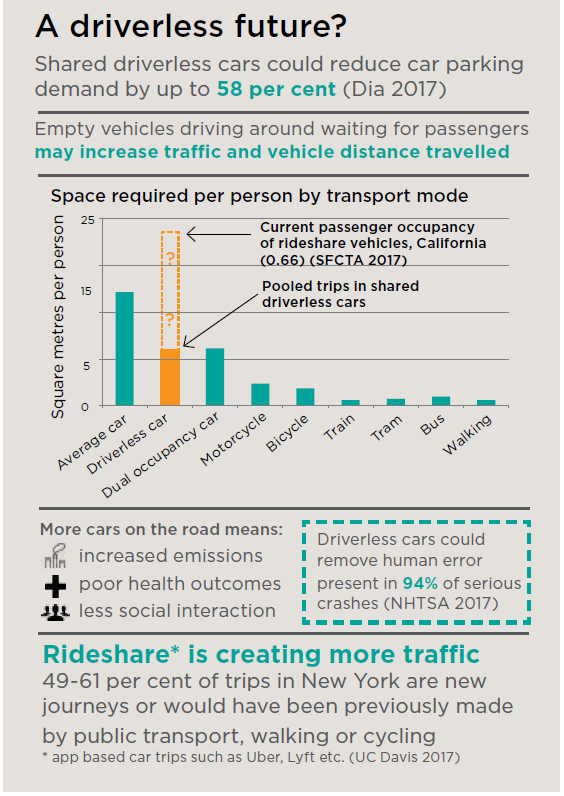 A driverless future?
Shared driverless cars could reduce car parking
demand by up to 58 per cent (Dia 2017)
Empty vehicles driving around waiting for passengers
may increase traffic and vehicle distance travelled
Space required per person by transport mode
Square metres per person
25
15
5
0
Current passenger occupancy
of rideshare vehicles, California
(0.66) (SFCTA 2017)
?
Pooled trips in shared
driverless cars
?
Average car
Driverless car
Dual occupancy car
Motorcycle
Bicycle
Train
Tram
Bus
Walking
More cars on the road means:
increased emissions
poor health outcomes
less social interaction
Driverless cars could
remove human error
present in 94% of serious
crashes (NHTSA 2017)
Rideshare* is creating more traffic
49-61 per cent of trips in New York are new
journeys or would have been previously made
by public transport, walking or cycling
* app based car trips such as Uber, Lyft etc. (UC Davis 2017)